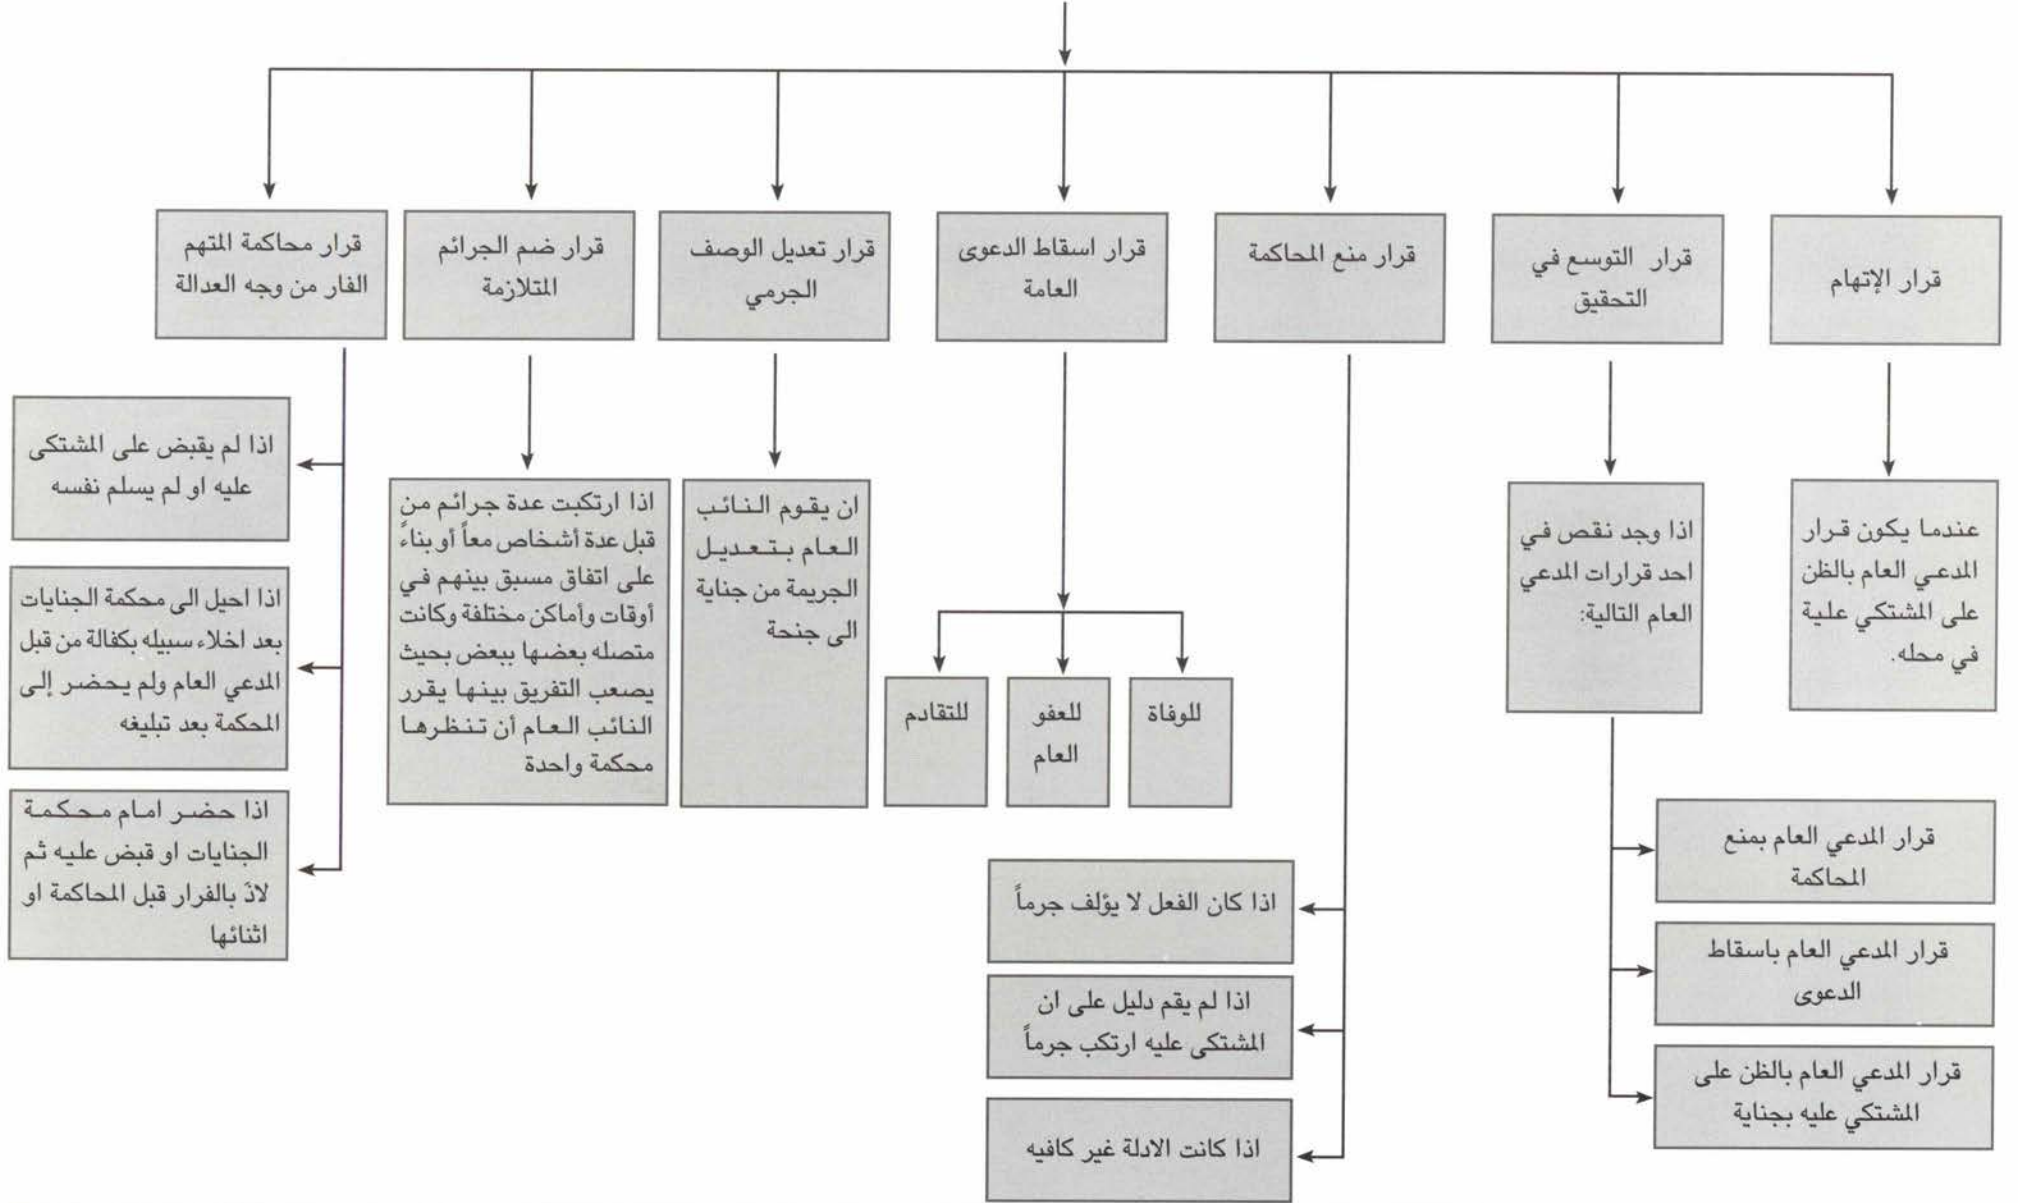 قرار الإتهام
عندما يكون قرار
المدعي العام بالظن
على المشتكي علية
في محله.
قرار التوسع في
التحقيق
اذا وجد نقص في
احد قرارات المدعي
العام التالية:
قرار المدعي العام بمنع
المحاكمة
قرار المدعي العام باسقاط
الدعوى
قرار المدعي العام بالظن على
المشتكي عليه بجناية
قرار منع المحاكمة
اذا كان الفعل لا يؤلف جرماً
اذا لم يقم دليل على ان
المشتكى عليه ارتكب جرماً
اذا كانت الادلة غير كافيه
قرار اسقاط الدعوى
العامة
للوفاة
للعفو
العام
للتقادم
قرار تعديل الوصف
الجرمي
ان يقوم النائب
العام بتعديل
الجريمة من جناية
الى جنحة
قرار ضم الجرائم
المتلازمة
اذا ارتكبت عدة جرائم من
قبل عدة أشخاص معاً أو بناءً
على اتفاق مسبق بينهم في
أوقات وأماكن مختلفة وكانت
متصله بعضها ببعض بحيث
يصعب التفريق بينها يقرر
النائب العام أن تنظرها
محكمة واحدة
قرار محاكمة المتهم
الفار من وجه العدالة
اذا لم يقبض على المشتكى
عليه او لم يسلم نفسه
اذا احيل الى محكمة الجنايات
بعد اخلاء سبيله بكفالة من قبل
المدعي العام ولم يحضر إلى
المحكمة بعد تبليغه
اذا حضر امام محكمة
الجنايات او قبض عليه ثم
لاذَ بالفرار قبل المحاكمة او
اثنائها